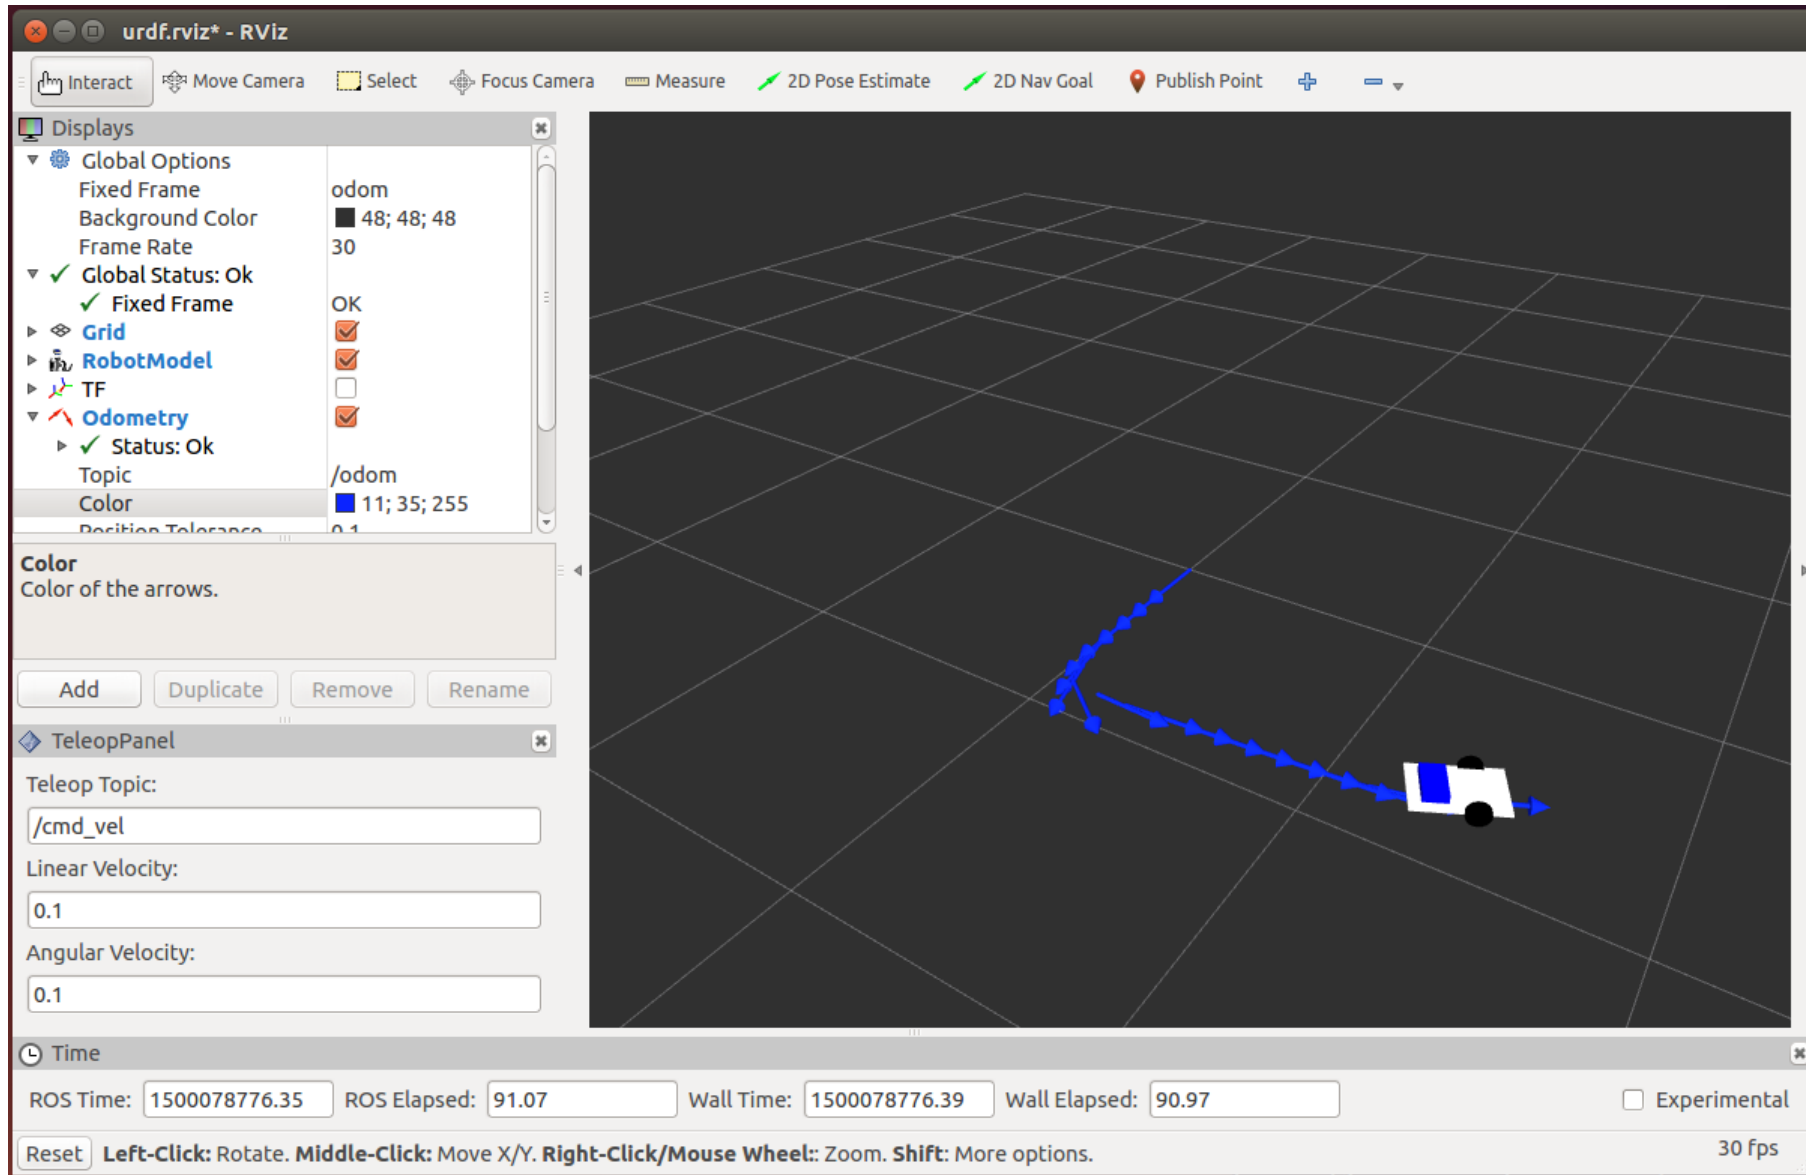 urdf.rviz* - RViz
Interact Move Camera Select Focus Camera Measure 2D Pose Estimate 2D Nav Goal Publish Point
Displays
Global Options
Fixed Frame odom
Background Color 48; 48; 48
Frame Rate 30
Global Status: Ok
Fixed Frame OK
Grid
RobotModel
TF
Odometry
Status: Ok
Topic /odom
Color 11; 35; 255
Position Tolerance 0.1
Color
Color of the arrows.
Add Duplicate Remove Rename
TeleopPanel
Teleop Topic:
/cmd_vel
Linear Velocity:
0.1
Angular Velocity:
0.1
Time
ROS Time: 1500078776.35 ROS Elapsed: 91.07 Wall Time: 1500078776.39 Wall Elapsed: 90.97 Experimental
Reset Left-Click: Rotate. Middle-Click: Move X/Y. Right-Click/Mouse Wheel:: Zoom. Shift: More options. 30 fps